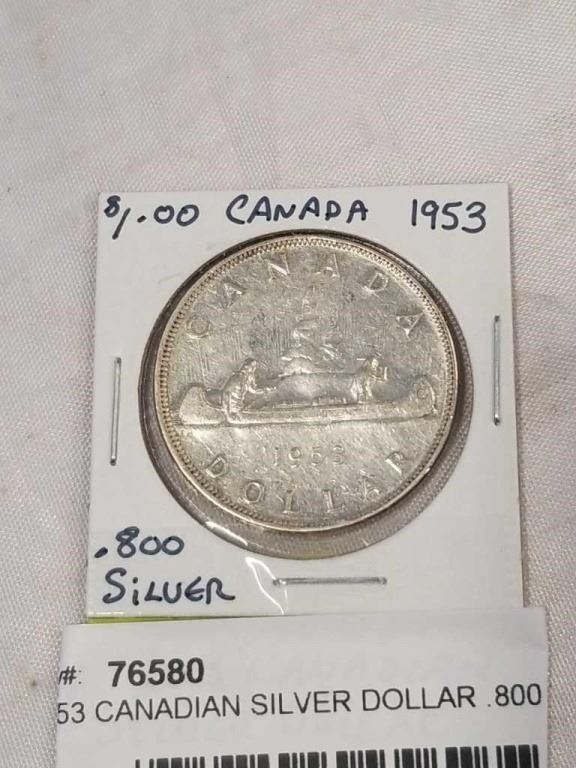 $1.00 CANADA 1953
CANADA
1953
DOLLAR
.800
SILVER
#: 76580
53 CANADIAN SILVER DOLLAR .800